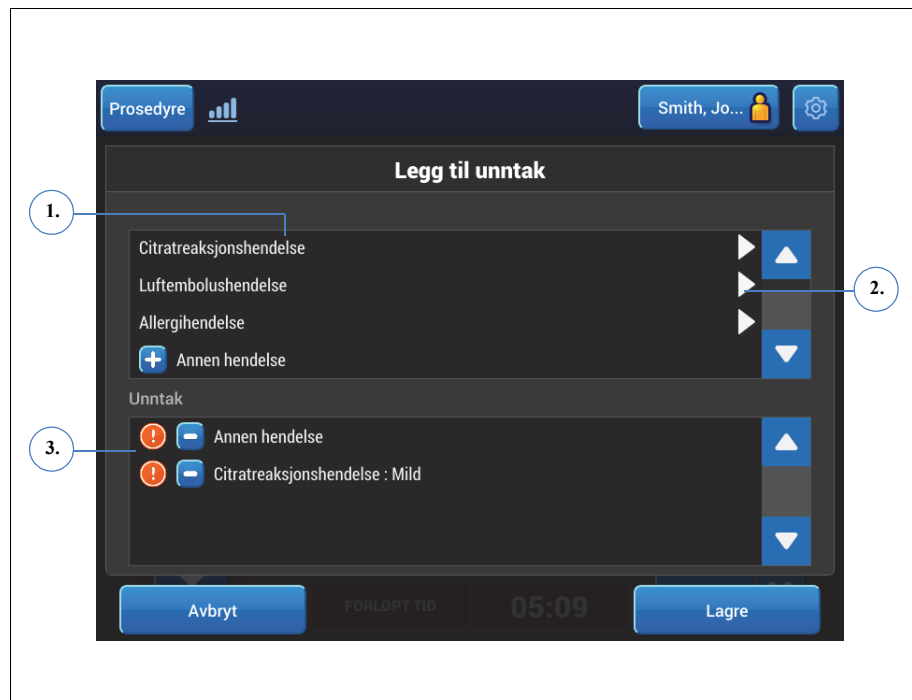 Prosedyre
Smith, Jo...
Legg til unntak
1.
Citratreaksjonshendelse
Luftembolushendelse
2.
Allergihendelse
Annen hendelse
Unntak
3.
Annen hendelse
Citratreaksjonshendelse : Mild
Avbryt
FORLØPT TID
05:09
Lagre